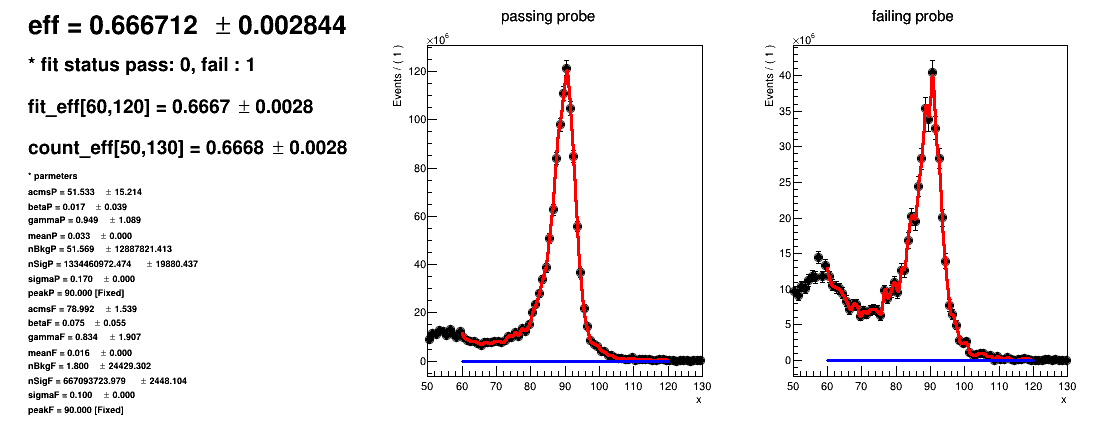 eff = 0.666712 ± 0.002844
* fit status pass: 0, fail : 1
fit_eff[60,120] = 0.6667 ± 0.0028
count_eff[50,130] = 0.6668 ± 0.0028
* parmeters
acmsP = 51.533 ± 15.214
betaP = 0.017 ± 0.039
gammaP = 0.949 ± 1.089
meanP = 0.033 ± 0.000
nBkgP = 51.569 ± 12887821.413
nSigP = 1334460972.474 ± 19880.437
sigmaP = 0.170 ± 0.000
peakP = 90.000 [Fixed]
acmsF = 78.992 ± 1.539
betaF = 0.075 ± 0.055
gammaF = 0.834 ± 1.907
meanF = 0.016 ± 0.000
nBkgF = 1.800 ± 24429.302
nSigF = 667093723.979 ± 2448.104
sigmaF = 0.100 ± 0.000
peakF = 90.000 [Fixed]
passing probe
×10⁶
Events / ( 1 )
120
100
80
60
40
20
0
50 60 70 80 90 100 110 120 130
x
failing probe
×10⁶
Events / ( 1 )
40
35
30
25
20
15
10
5
0
50 60 70 80 90 100 110 120 130
x